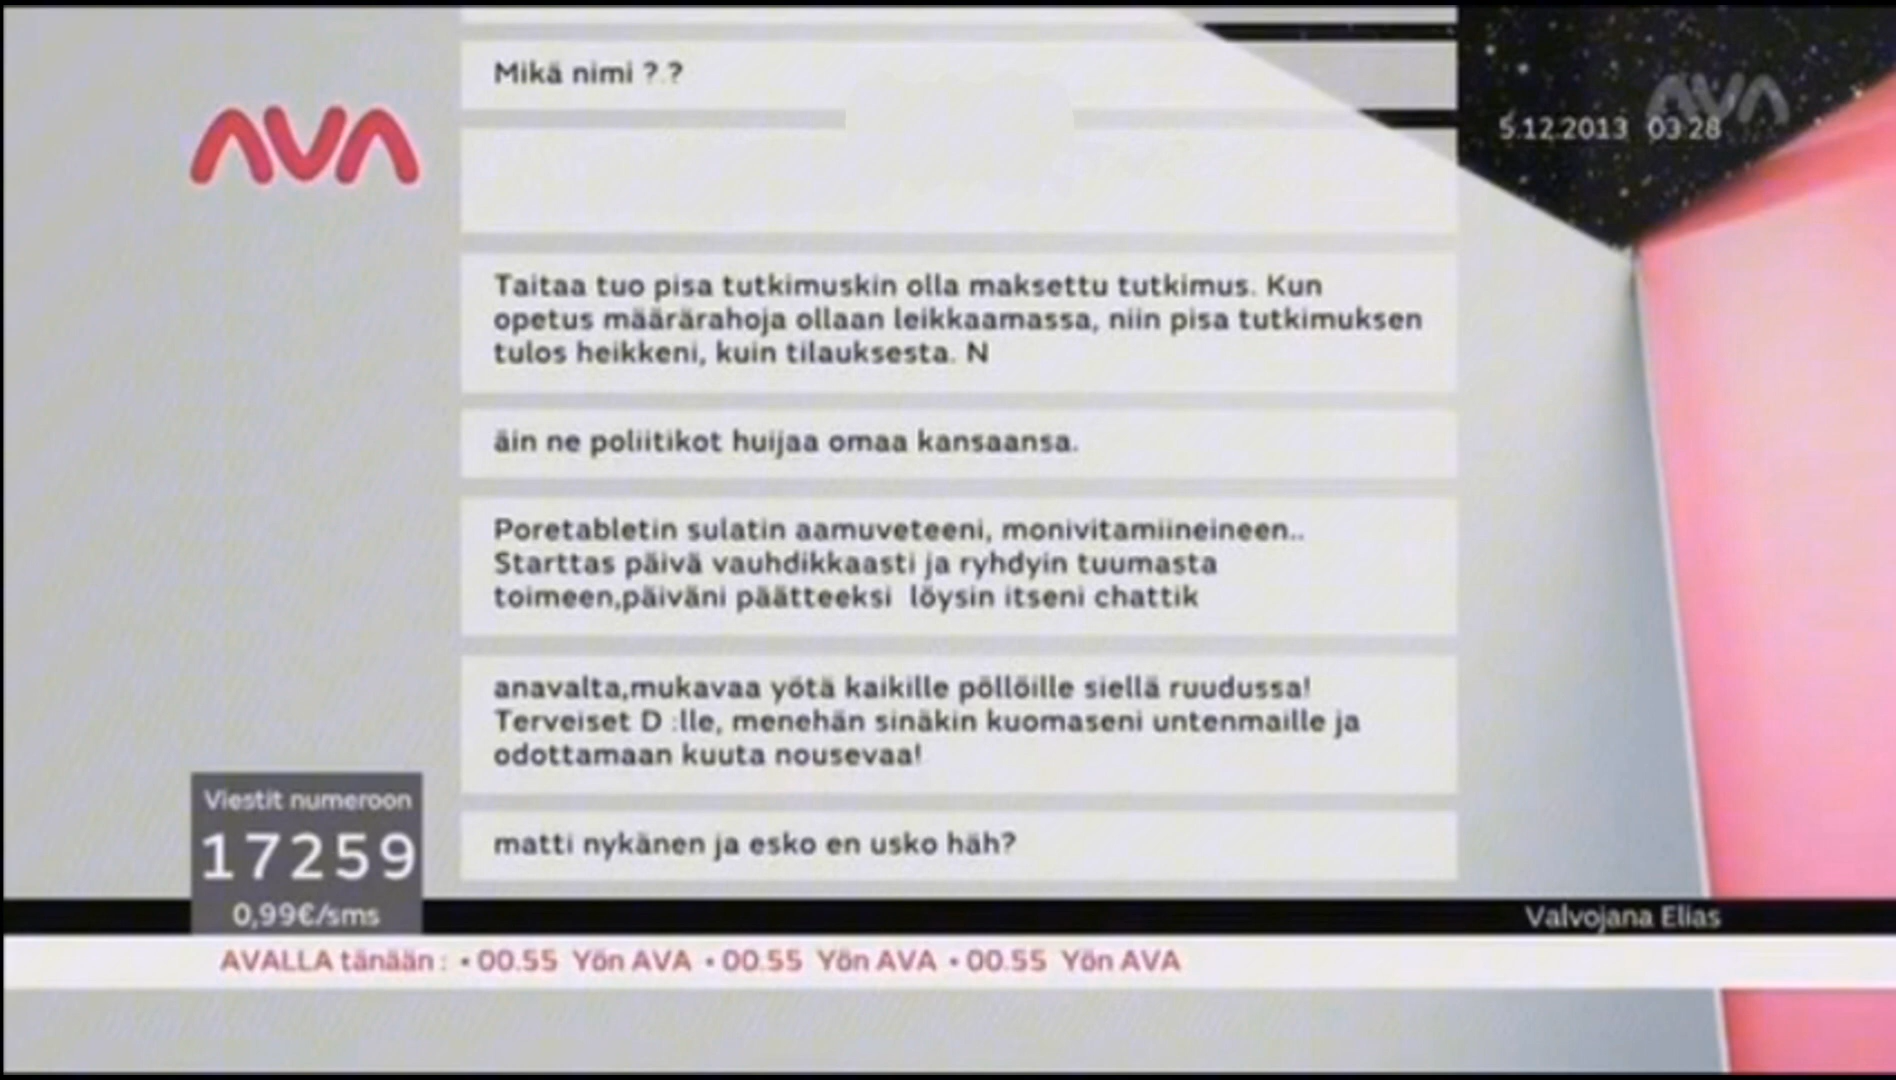 Mikä nimi ? ?
AVA
AVA
5.12.2013 03:28
Taitaa tuo pisa tutkimuskin olla maksettu tutkimus. Kun
opetus määrärahoja ollaan leikkaamassa, niin pisa tutkimuksen
tulos heikkeni, kuin tilauksesta. N
äin ne poliitikot huijaa omaa kansaansa.
Poretabletin sulatin aamuveteeni, monivitamiineineen..
Starttas päivä vauhdikkaasti ja ryhdyin tuumasta
toimeen,päiväni päätteeksi löysin itseni chattik
anavalta,mukavaa yötä kaikille pöllöille siellä ruudussa!
Terveiset D :lle, menehän sinäkin kuomaseni untenmaille ja
odottamaan kuuta nousevaa!
matti nykänen ja esko en usko häh?
Viestit numeroon
17259
0,99€/sms
Valvojana Elias
AVALLA tänään : • 00.55 Yön AVA • 00.55 Yön AVA • 00.55 Yön AVA